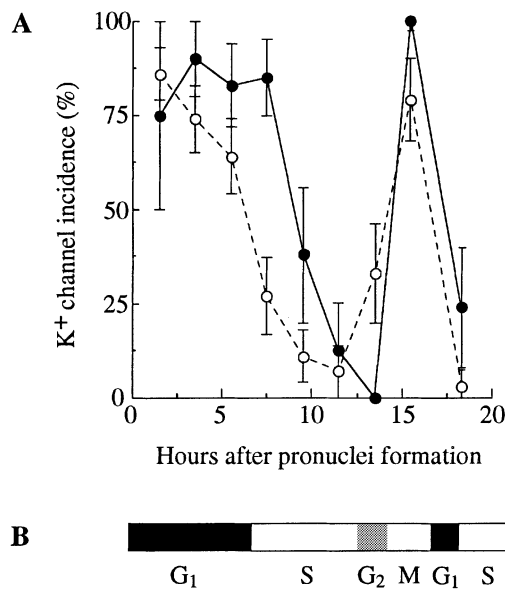 A
K+ channel incidence (%)
100
75
50
25
0
0 5 10 15 20
Hours after pronuclei formation
B
G1 S G2 M G1 S